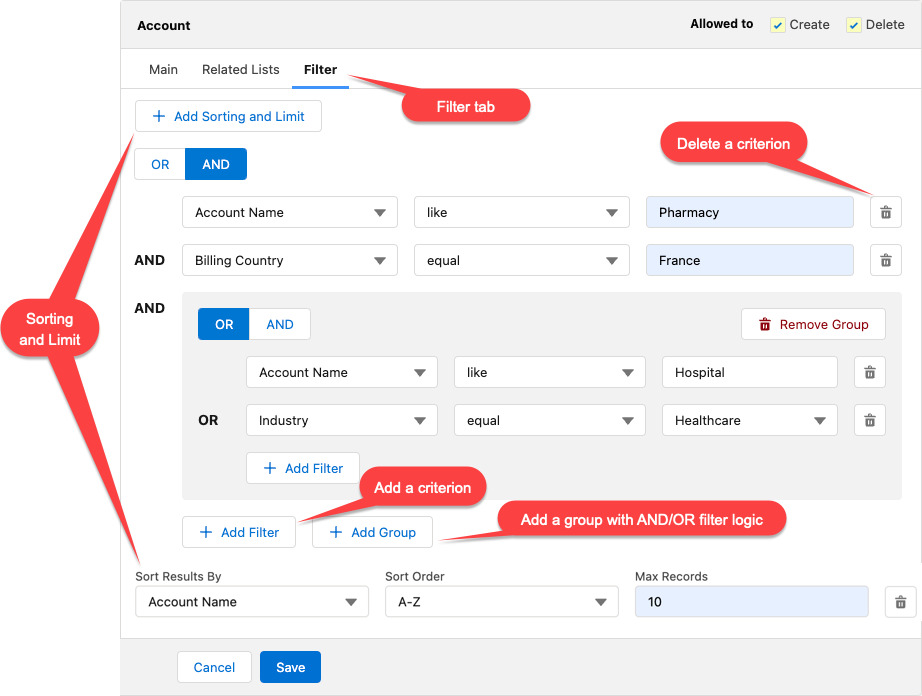 Account
Allowed to
Create
Delete
Main
Related Lists
Filter
Filter tab
Add Sorting and Limit
Delete a criterion
OR
AND
Account Name
like
Pharmacy
AND
Billing Country
equal
France
AND
OR
AND
Remove Group
Sorting
and Limit
Account Name
like
Hospital
OR
Industry
equal
Healthcare
Add Filter
Add a criterion
Add Filter
Add Group
Add a group with AND/OR filter logic
Sort Results By
Sort Order
Max Records
Account Name
A-Z
10
Cancel
Save